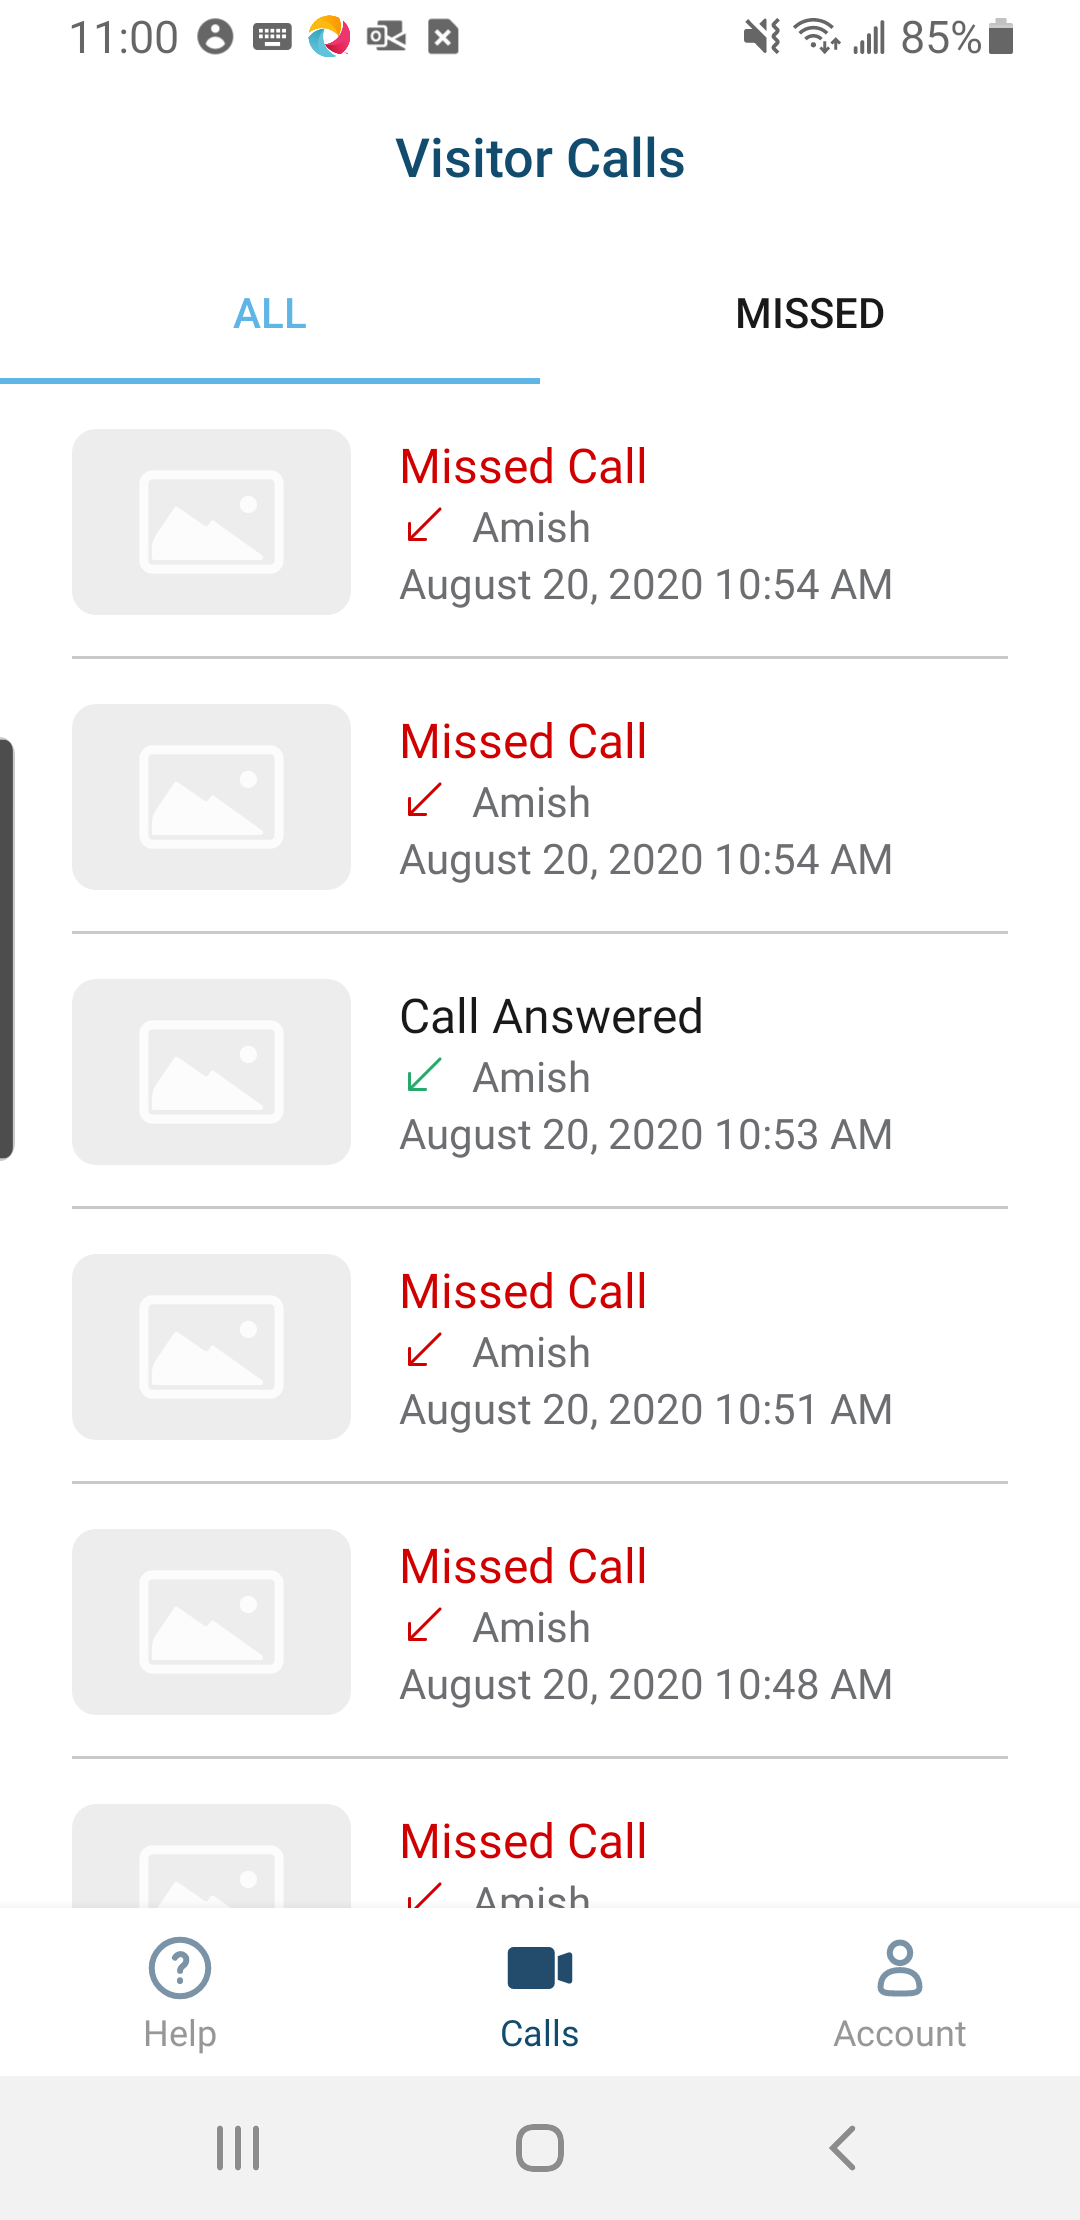 11:00 85%
Visitor Calls
ALL MISSED
Missed Call
Amish
August 20, 2020 10:54 AM
Missed Call
Amish
August 20, 2020 10:54 AM
Call Answered
Amish
August 20, 2020 10:53 AM
Missed Call
Amish
August 20, 2020 10:51 AM
Missed Call
Amish
August 20, 2020 10:48 AM
Missed Call
Amish
Help Calls Account